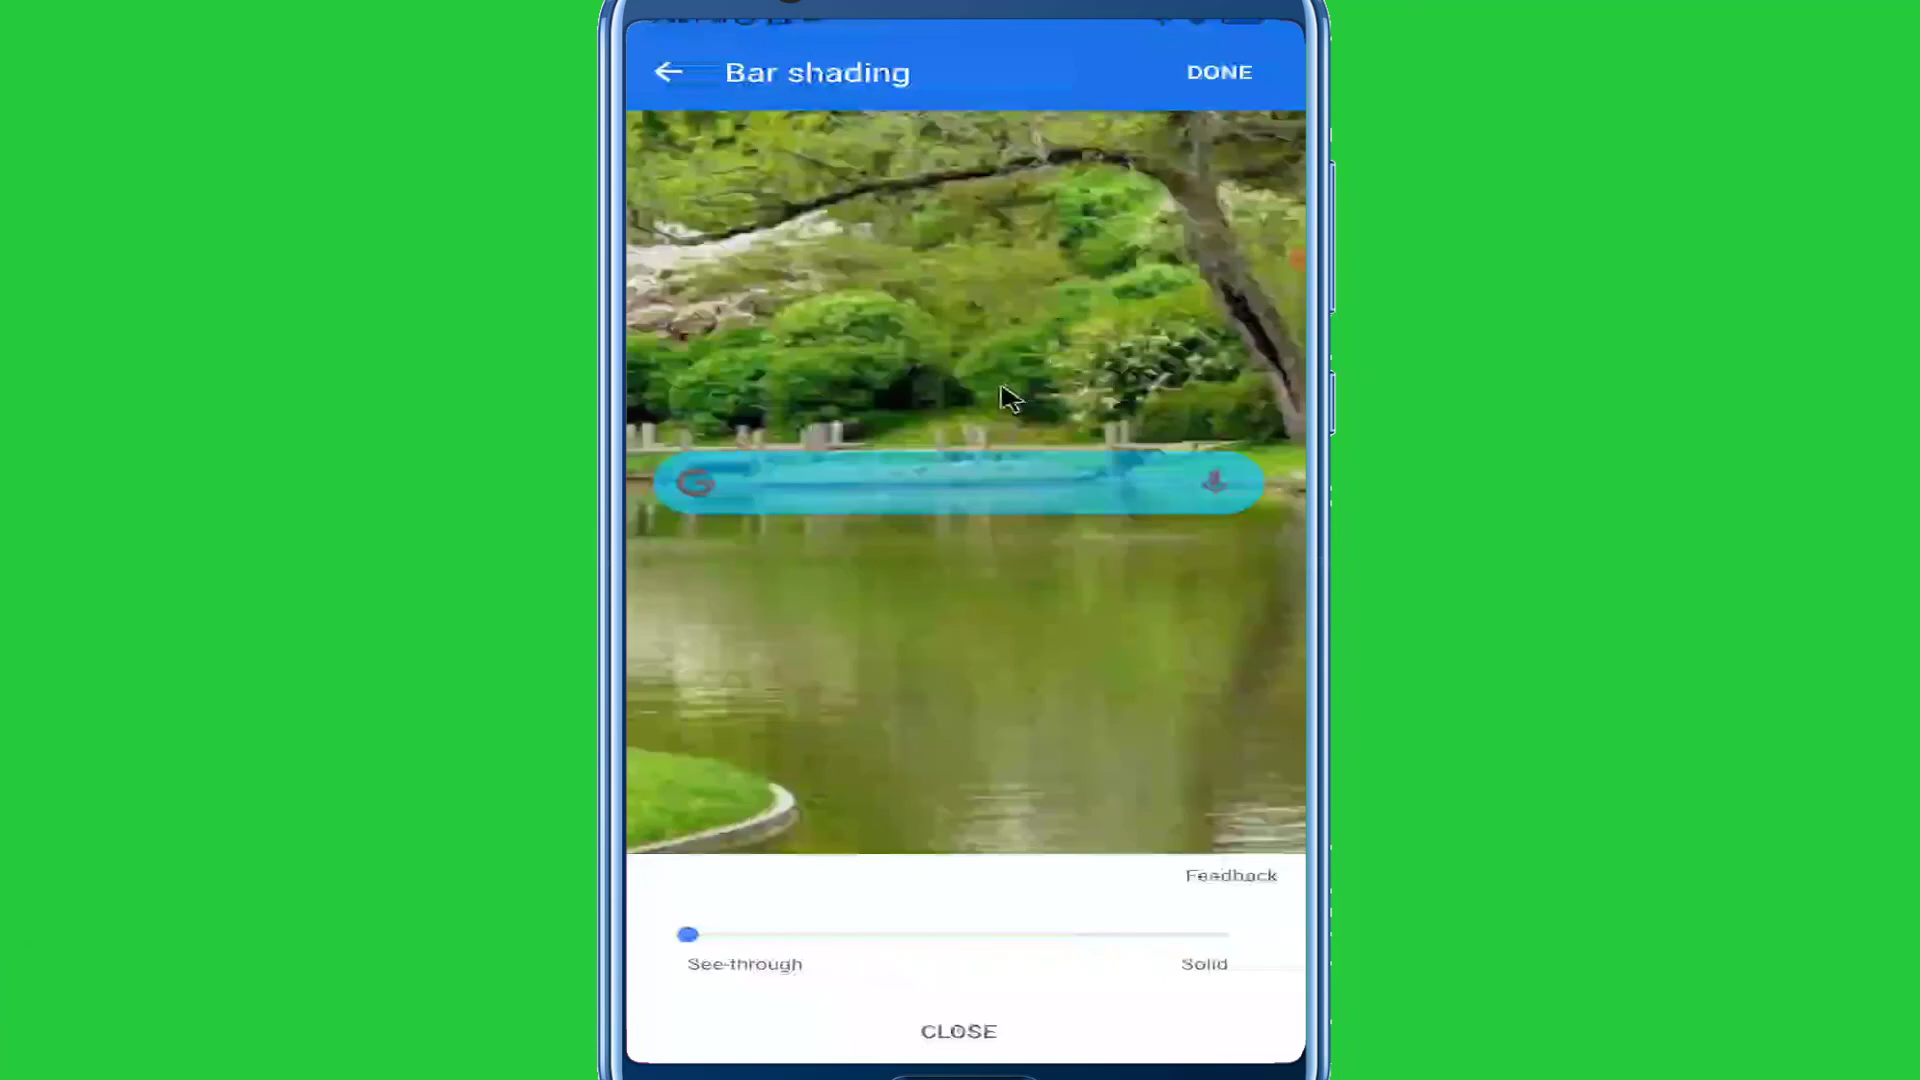 Bar shading
DONE
G
Feedback
See-through
Solid
CLOSE